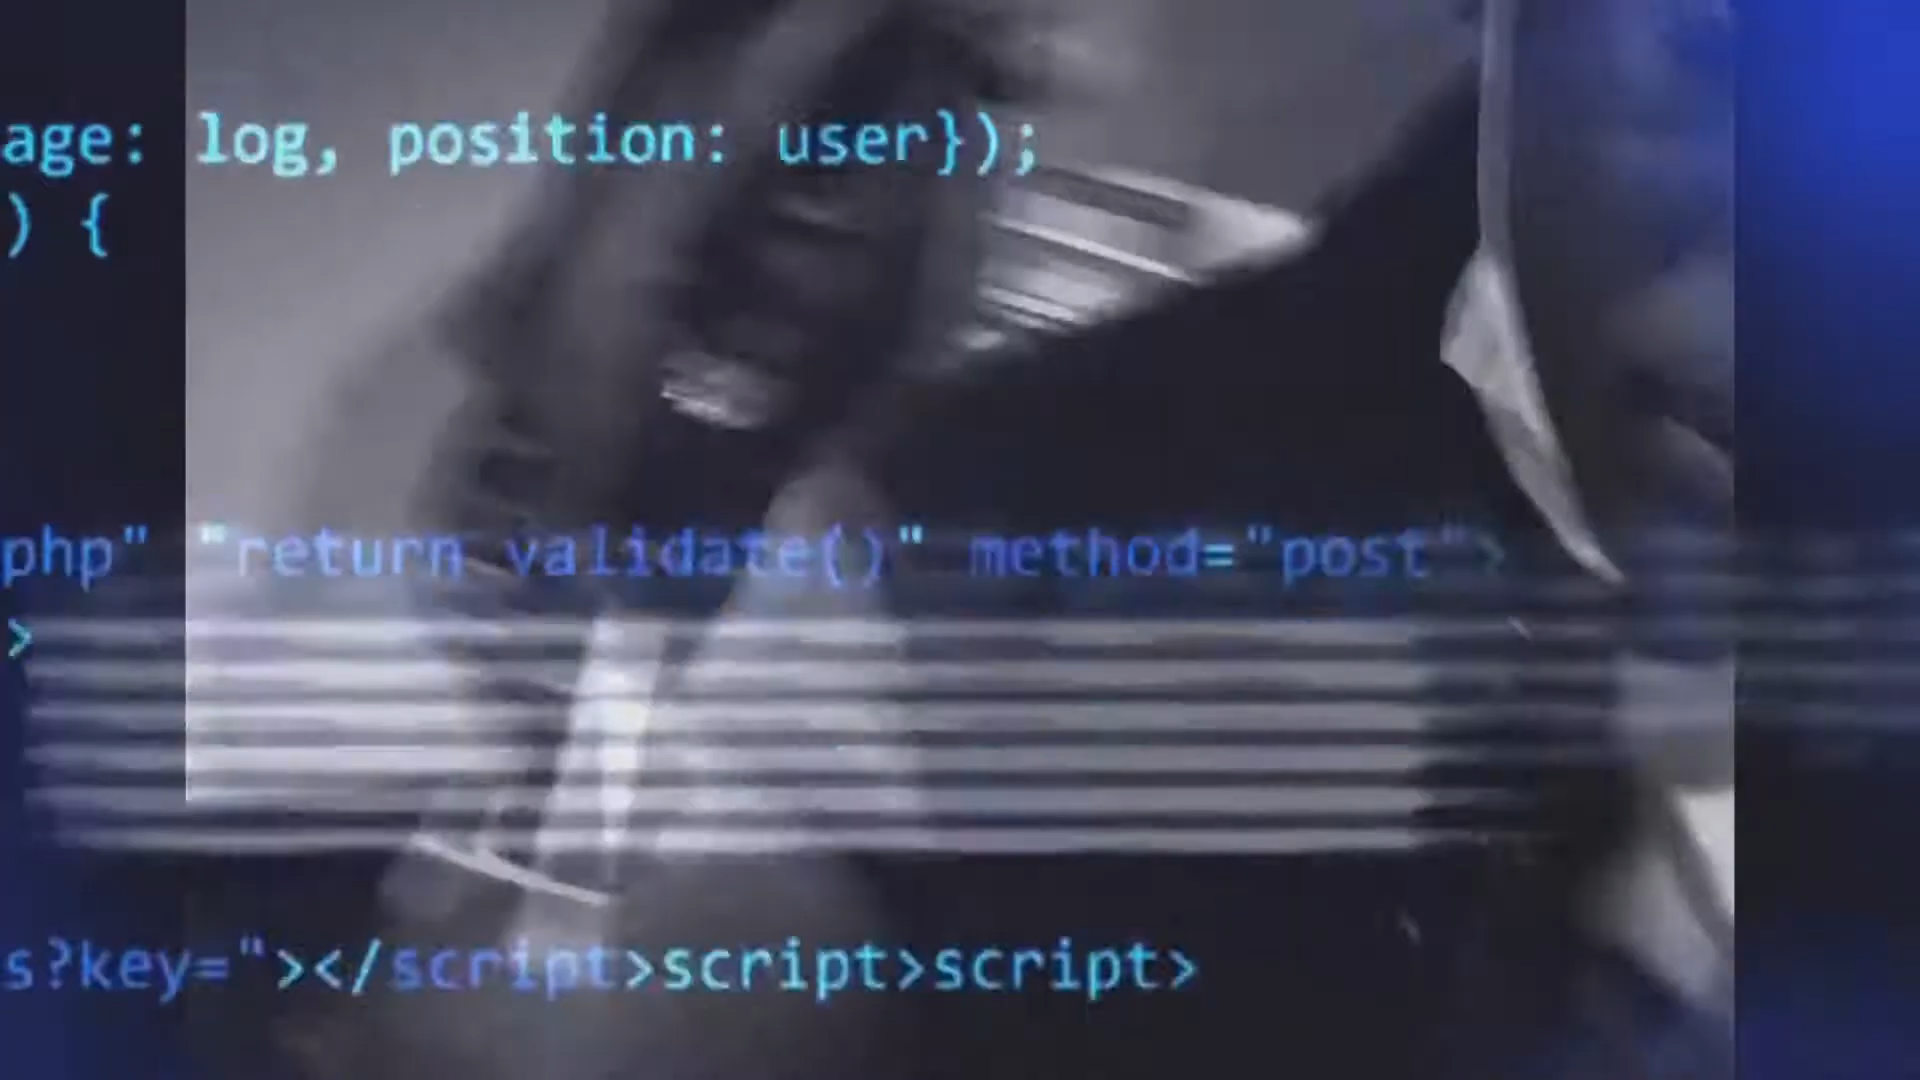 age: log, position: user});
) {
php" "return validate()" method="post">
>
s?key="></script>script>script>